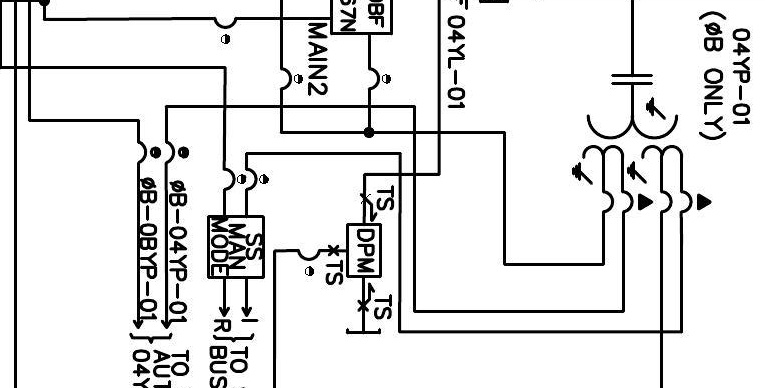 04YP-01
(ØB ONLY)
04YL-01
67N
MAIN2
TS
DPM
TS
TS
SS
MAN
MODE
I
R
TO
BUS
ØB-04YP-01
ØB-0BYP-01
TO
AUT
04Y